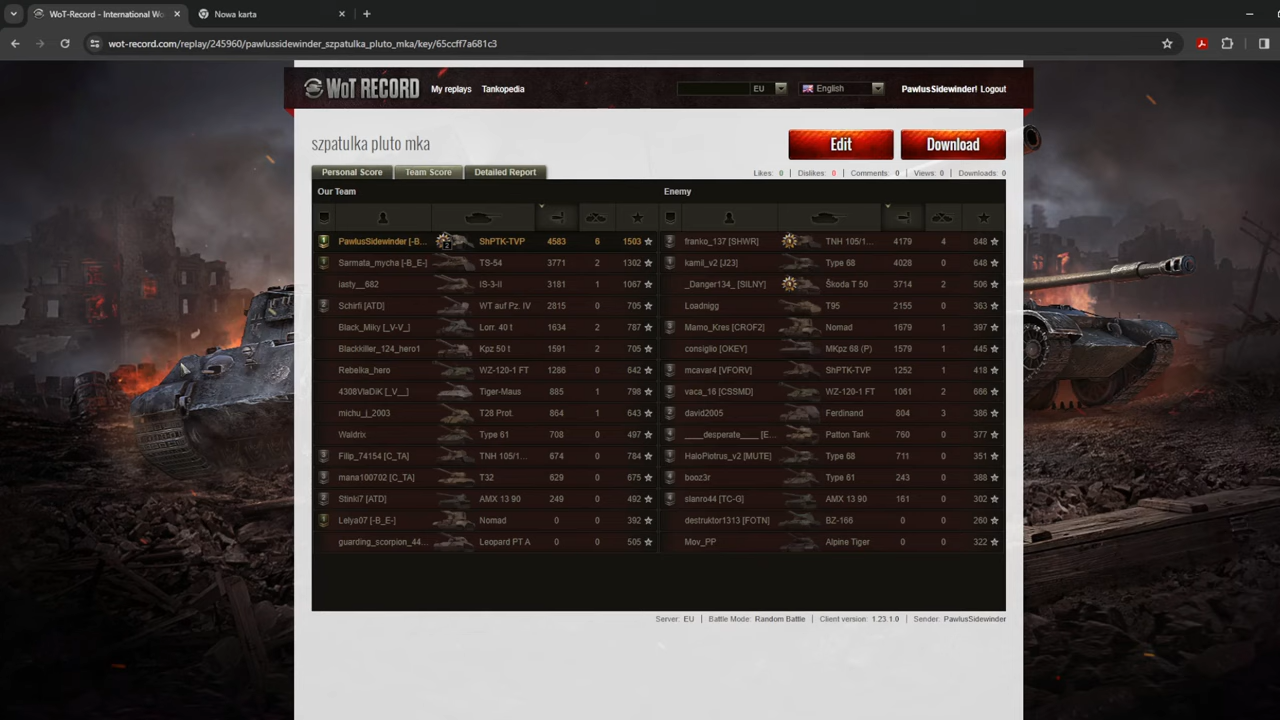 WoT-Record - International Wo
Nowa karta
wot-record.com/replay/245960/pawlussidewinder_szpatulka_pluto_mka/key/65ccff7a681c3
WoT RECORD
My replays
Tankopedia
EU
English
PawlusSidewinder! Logout
szpatulka pluto mka
Edit
Download
Personal Score
Team Score
Detailed Report
Likes: 0 Dislikes: 0 Comments: 0 Views: 0 Downloads: 0
Our Team
Enemy
PawlusSidewinder [-B... 2 ShPTK-TVP 4583 6 1503
Sarmata_mycha [-B_E-] TS-54 3771 2 1302
iasty__682 IS-3-II 3181 1 1087
Schirfi [ATD] WT auf Pz. IV 2815 0 705
Black_Miky [_V-V_] Lorr. 40 t 1634 2 787
Blackkiller_124_hero1 Kpz 50 t 1591 2 705
Rebelka_hero WZ-120-1 FT 1286 0 642
4308VlaDiK [_V__] Tiger-Maus 885 1 798
michu_j_2003 T28 Prot. 864 1 643
Waldrix Type 61 708 0 497
Filip_74154 [C_TA] TNH 105/1... 674 0 784
mana100702 [C_TA] T32 629 0 675
Stinki7 [ATD] AMX 13 90 249 0 492
Lelya07 [-B_E-] Nomad 0 0 392
guarding_scorpion_44... Leopard PT A 0 0 505
franko_137 [SHWR] TNH 105/1... 4179 4 848
kamil_v2 [J23] Type 68 4028 0 648
_Danger134_ [SILNY] Škoda T 50 3714 2 506
Loadnigg T95 2155 0 363
Mamo_Kres [CROF2] Nomad 1679 1 397
consiglio [OKEY] MKpz 68 (P) 1579 1 445
mcavar4 [VFORV] ShPTK-TVP 1252 1 418
vaca_16 [CSSMD] WZ-120-1 FT 1061 2 666
david2005 Ferdinand 804 3 386
____desperate____ [E... Patton Tank 760 0 377
HaloPiotrus_v2 [MUTE] Type 68 711 0 351
booz3r Type 61 243 0 388
slanro44 [TC-G] AMX 13 90 161 0 302
destruktor1313 [FOTN] BZ-166 0 0 260
Mov_PP Alpine Tiger 0 0 322
Server: EU | Battle Mode: Random Battle | Client version: 1.23.1.0 | Sender: PawlusSidewinder